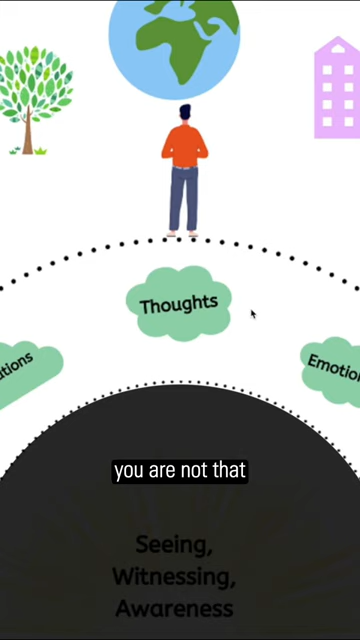 Thoughts
you are not that
Seeing,
Witnessing,
Awareness